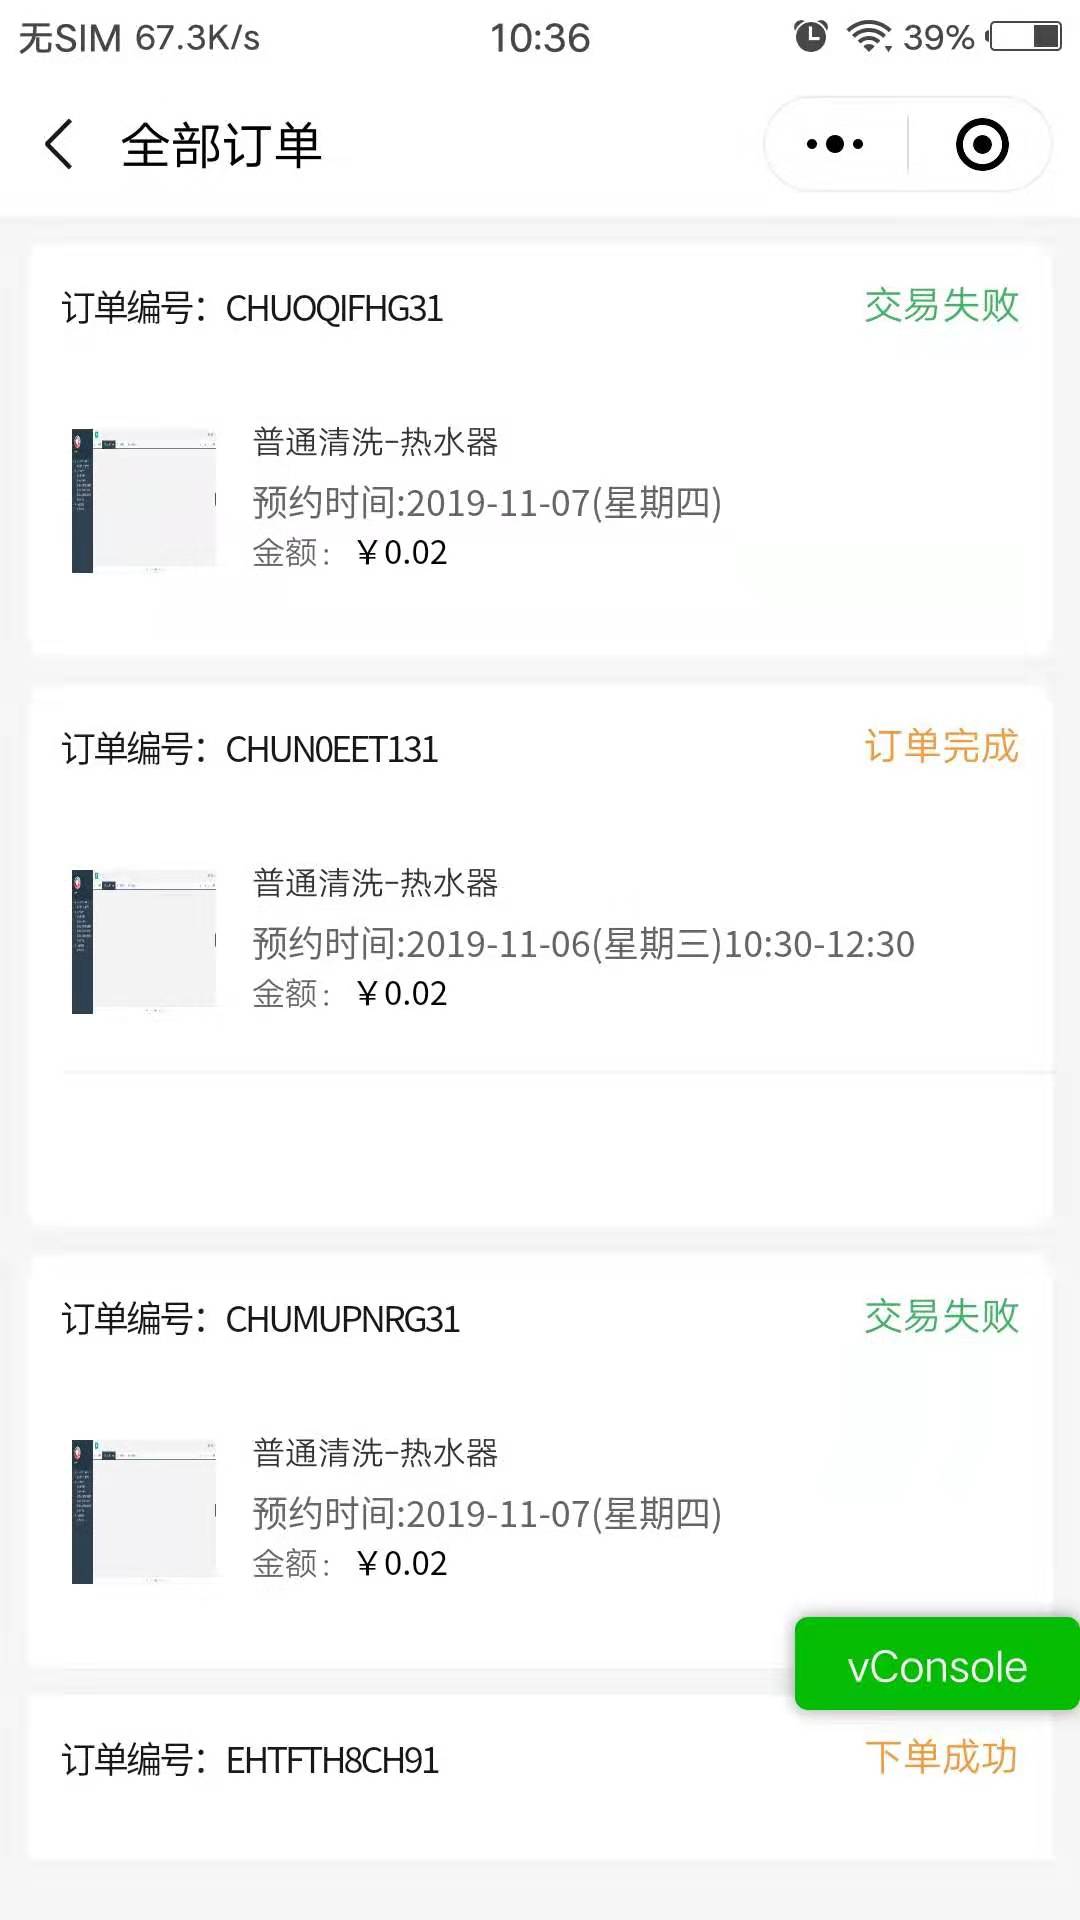 无SIM 67.3K/s 10:36 39%
全部订单
订单编号：CHUOQIFHG31 交易失败
普通清洗-热水器
预约时间:2019-11-07(星期四)
金额：￥0.02
订单编号：CHUN0EET131 订单完成
普通清洗-热水器
预约时间:2019-11-06(星期三)10:30-12:30
金额：￥0.02
订单编号：CHUMUPNRG31 交易失败
普通清洗-热水器
预约时间:2019-11-07(星期四)
金额：￥0.02
vConsole
订单编号：EHTFTH8CH91 下单成功